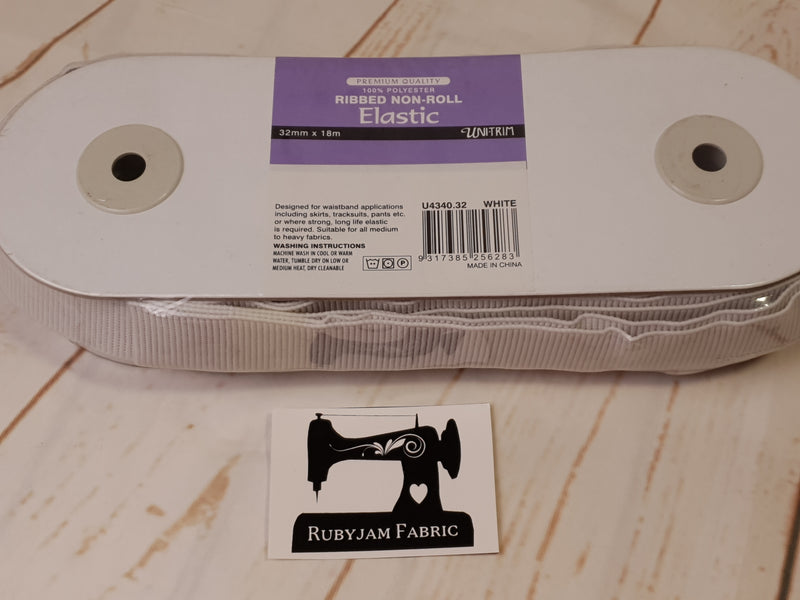 PREMIUM QUALITY
100% POLYESTER
RIBBED NON-ROLL
Elastic
32mm x 18m
UNITRIM
Designed for waistband applications
including skirts, tracksuits, pants etc.
or where strong, long life elastic
is required. Suitable for all medium
to heavy fabrics.
WASHING INSTRUCTIONS
MACHINE WASH IN COOL OR WARM
WATER, TUMBLE DRY ON LOW OR
MEDIUM HEAT, DRY CLEANABLE
P
U4340.32 WHITE
9 317385 256283
MADE IN CHINA
RUBYJAM FABRIC